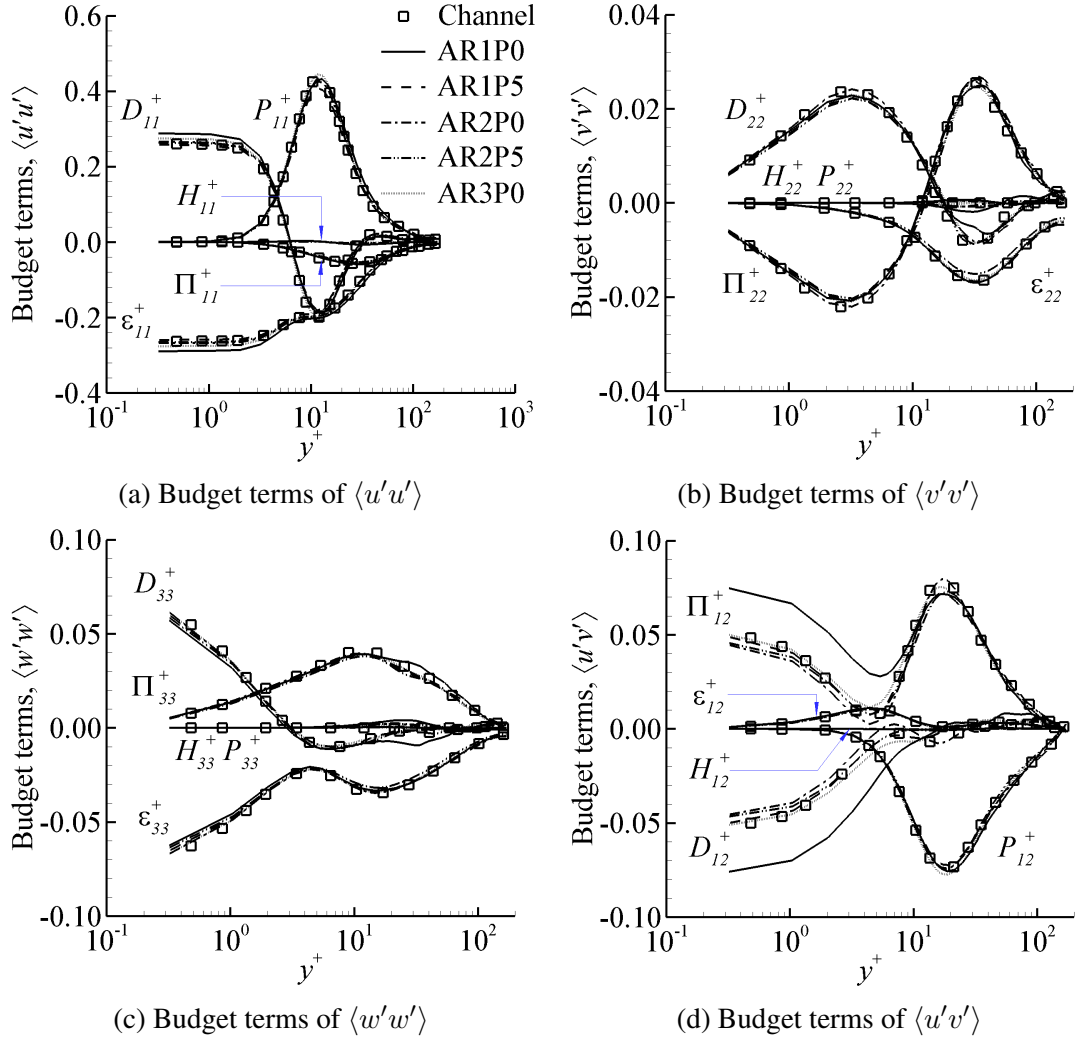 Budget terms, ⟨u′u′⟩
0.6
0.4
0.2
0.0
-0.2
-0.4
10⁻¹ 10⁰ 10¹ 10² 10³
y⁺
D₁₁⁺
P₁₁⁺
H₁₁⁺
Π₁₁⁺
ε₁₁⁺
Channel
AR1P0
AR1P5
AR2P0
AR2P5
AR3P0
(a) Budget terms of ⟨u′u′⟩
Budget terms, ⟨v′v′⟩
0.04
0.02
0.00
-0.02
-0.04
10⁻¹ 10⁰ 10¹ 10²
y⁺
D₂₂⁺
H₂₂⁺ P₂₂⁺
Π₂₂⁺
ε₂₂⁺
(b) Budget terms of ⟨v′v′⟩
Budget terms, ⟨w′w′⟩
0.10
0.05
0.00
-0.05
-0.10
10⁻¹ 10⁰ 10¹ 10²
y⁺
D₃₃⁺
Π₃₃⁺
H₃₃⁺ P₃₃⁺
ε₃₃⁺
(c) Budget terms of ⟨w′w′⟩
Budget terms, ⟨u′v′⟩
0.10
0.05
0.00
-0.05
-0.10
10⁻¹ 10⁰ 10¹ 10²
y⁺
Π₁₂⁺
ε₁₂⁺
H₁₂⁺
D₁₂⁺
P₁₂⁺
(d) Budget terms of ⟨u′v′⟩